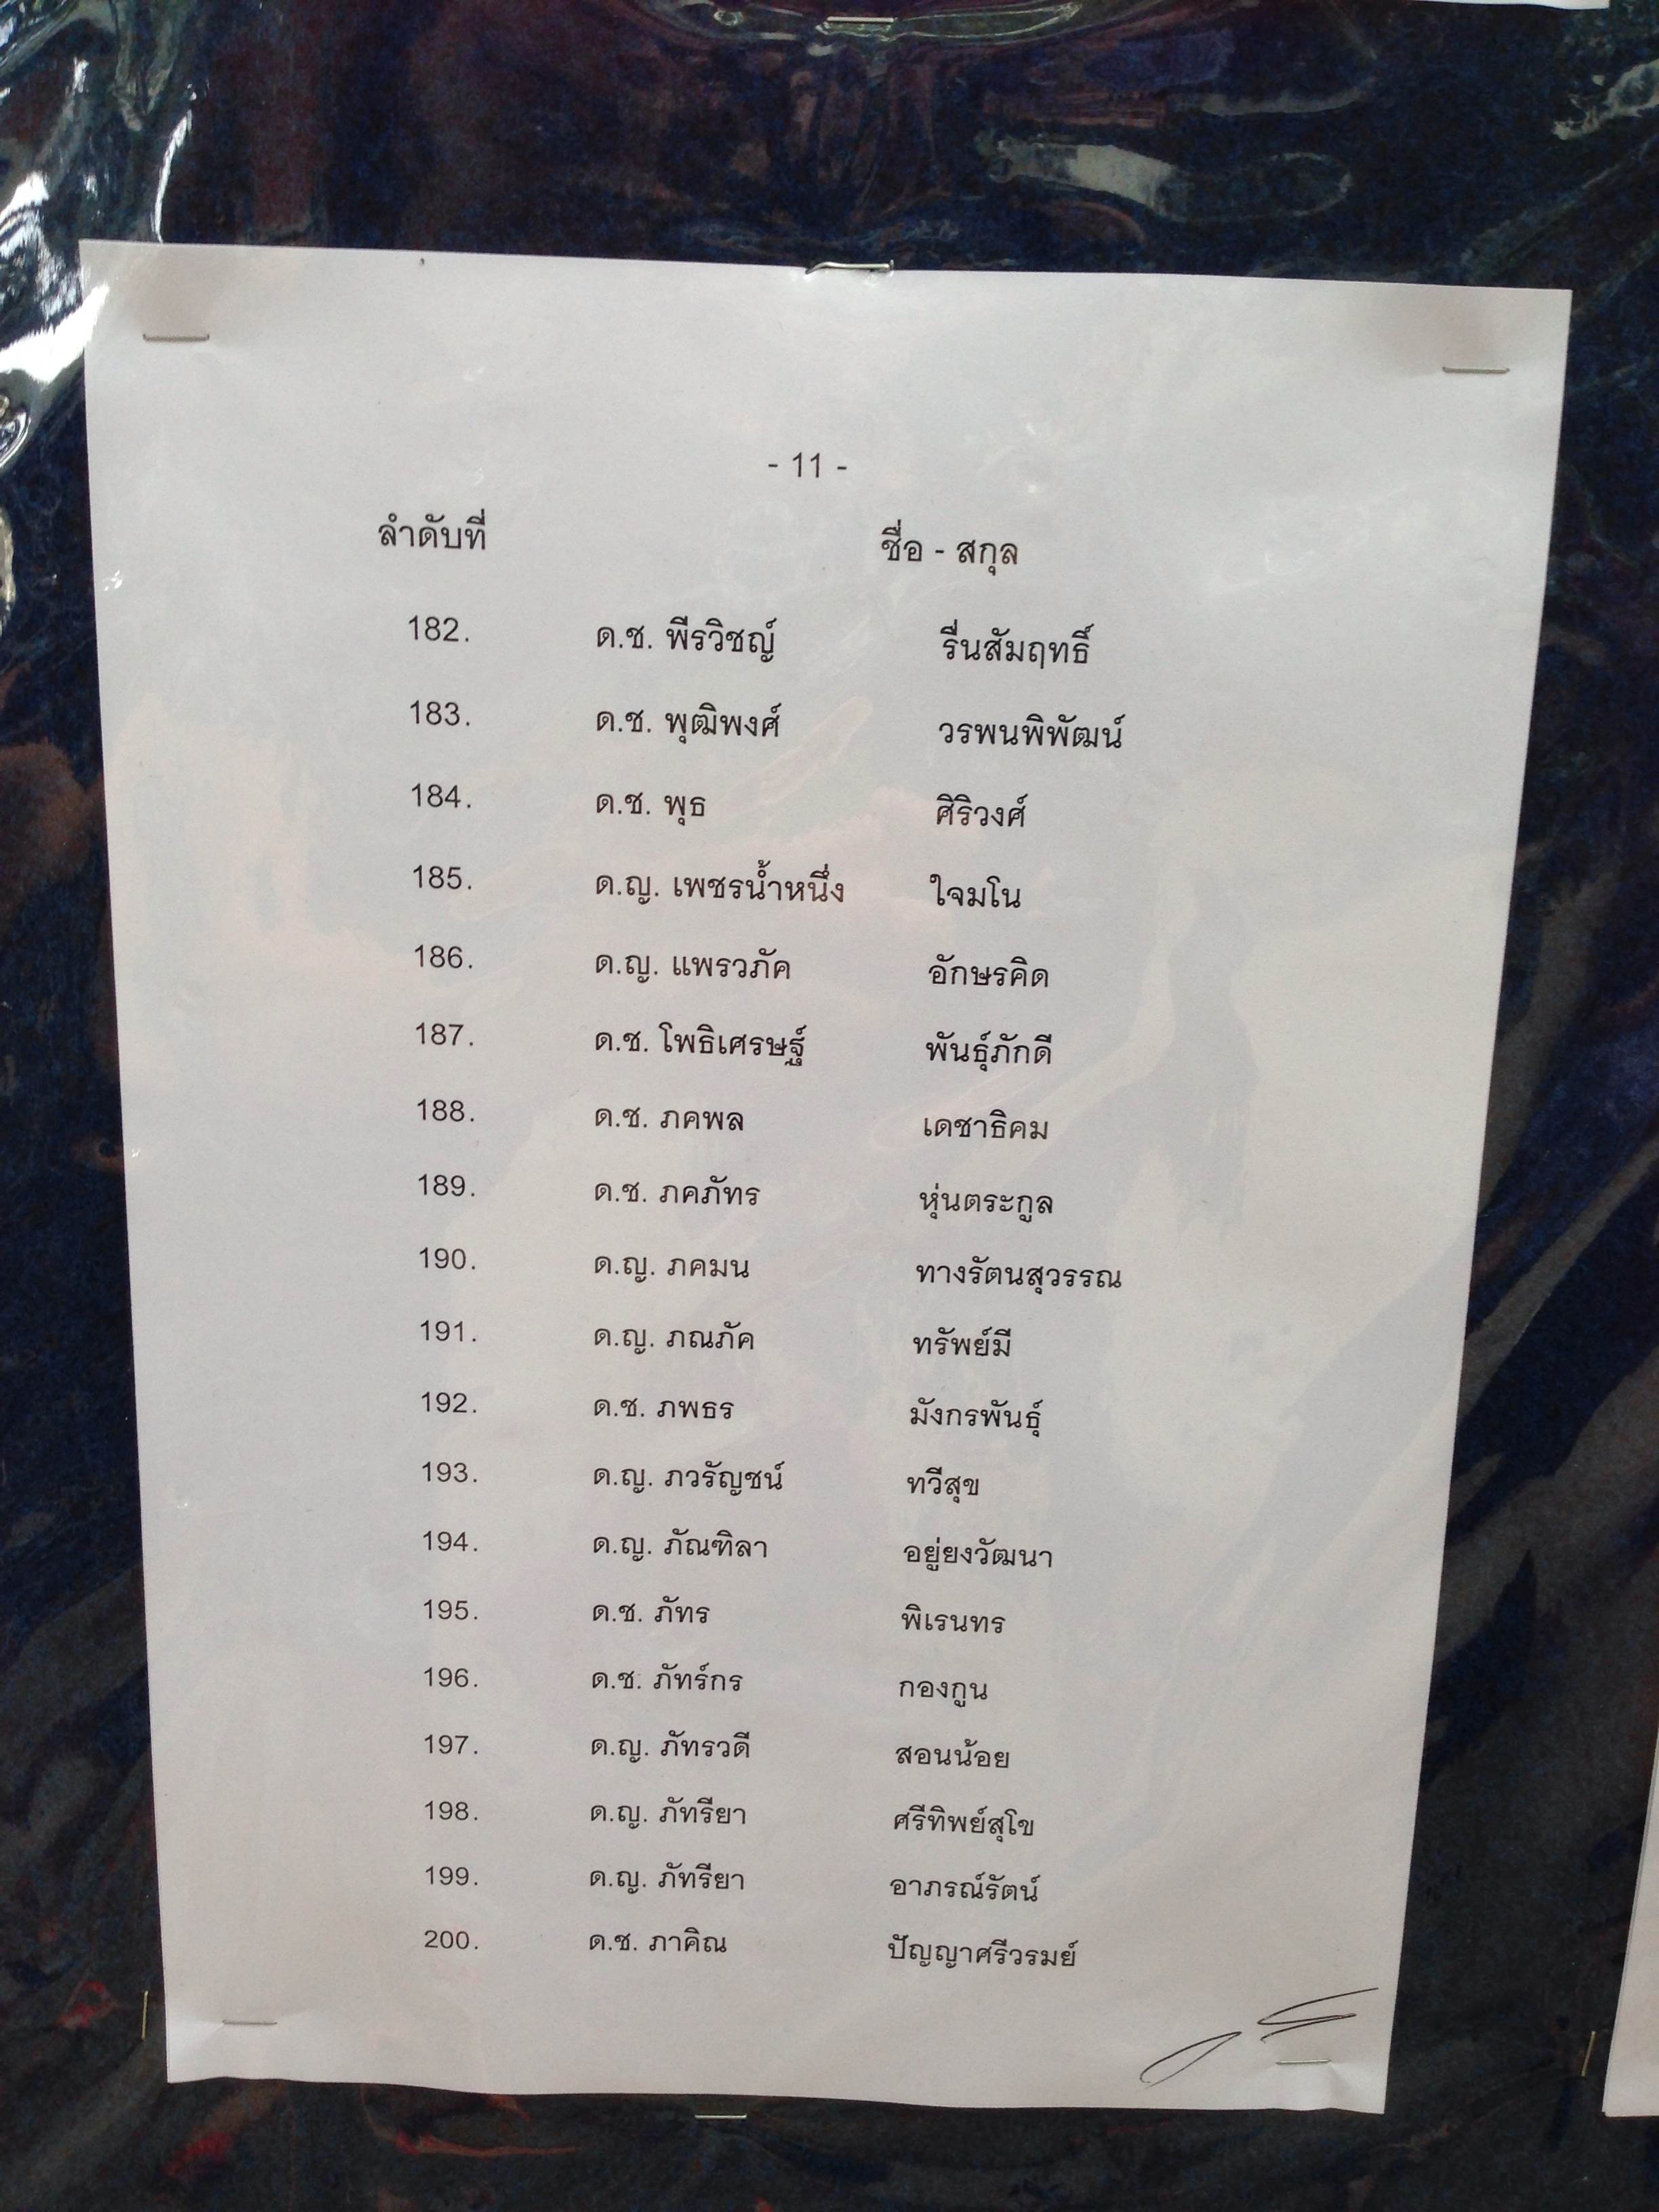 - 11 -
ลำดับที่ ชื่อ - สกุล
182. ด.ช. พีรวิชญ์ รื่นสัมฤทธิ์
183. ด.ช. พุฒิพงศ์ วรพนพิพัฒน์
184. ด.ช. พุธ ศิริวงศ์
185. ด.ญ. เพชรน้ำหนึ่ง ใจมโน
186. ด.ญ. แพรวภัค อักษรคิด
187. ด.ช. โพธิเศรษฐ์ พันธุ์ภักดี
188. ด.ช. ภคพล เดชาธิคม
189. ด.ช. ภคภัทร หุ่นตระกูล
190. ด.ญ. ภคมน ทางรัตนสุวรรณ
191. ด.ญ. ภณภัค ทรัพย์มี
192. ด.ช. ภพธร มังกรพันธุ์
193. ด.ญ. ภวรัญชน์ ทวีสุข
194. ด.ญ. ภัณฑิลา อยู่ยงวัฒนา
195. ด.ช. ภัทร พิเรนทร
196. ด.ช. ภัทร์กร กองกูน
197. ด.ญ. ภัทรวดี สอนน้อย
198. ด.ญ. ภัทรียา ศรีทิพย์สุโข
199. ด.ญ. ภัทรียา อาภรณ์รัตน์
200. ด.ช. ภาคิณ ปัญญาศรีวรมย์